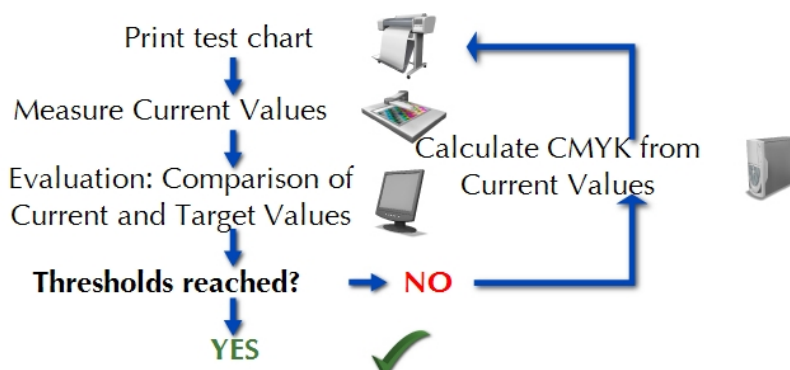 Print test chart
Measure Current Values
Calculate CMYK from
Current Values
Evaluation: Comparison of
Current and Target Values
Thresholds reached?
NO
YES